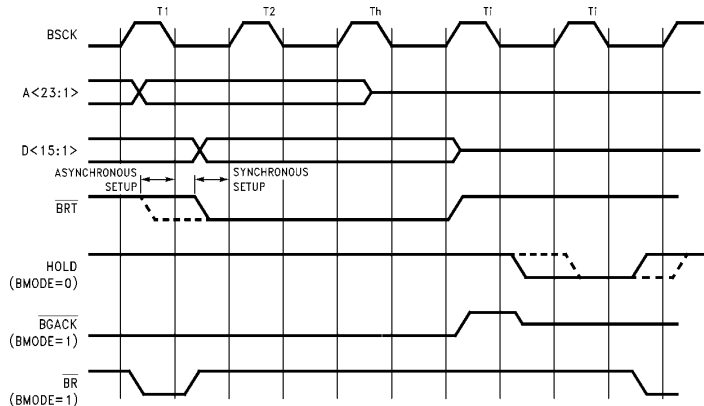 T1 T2 Th Ti Ti
BSCK
A<23:1>
D<15:1>
ASYNCHRONOUS SETUP
SYNCHRONOUS SETUP
BRT
HOLD
(BMODE=0)
BGACK
(BMODE=1)
BR
(BMODE=1)